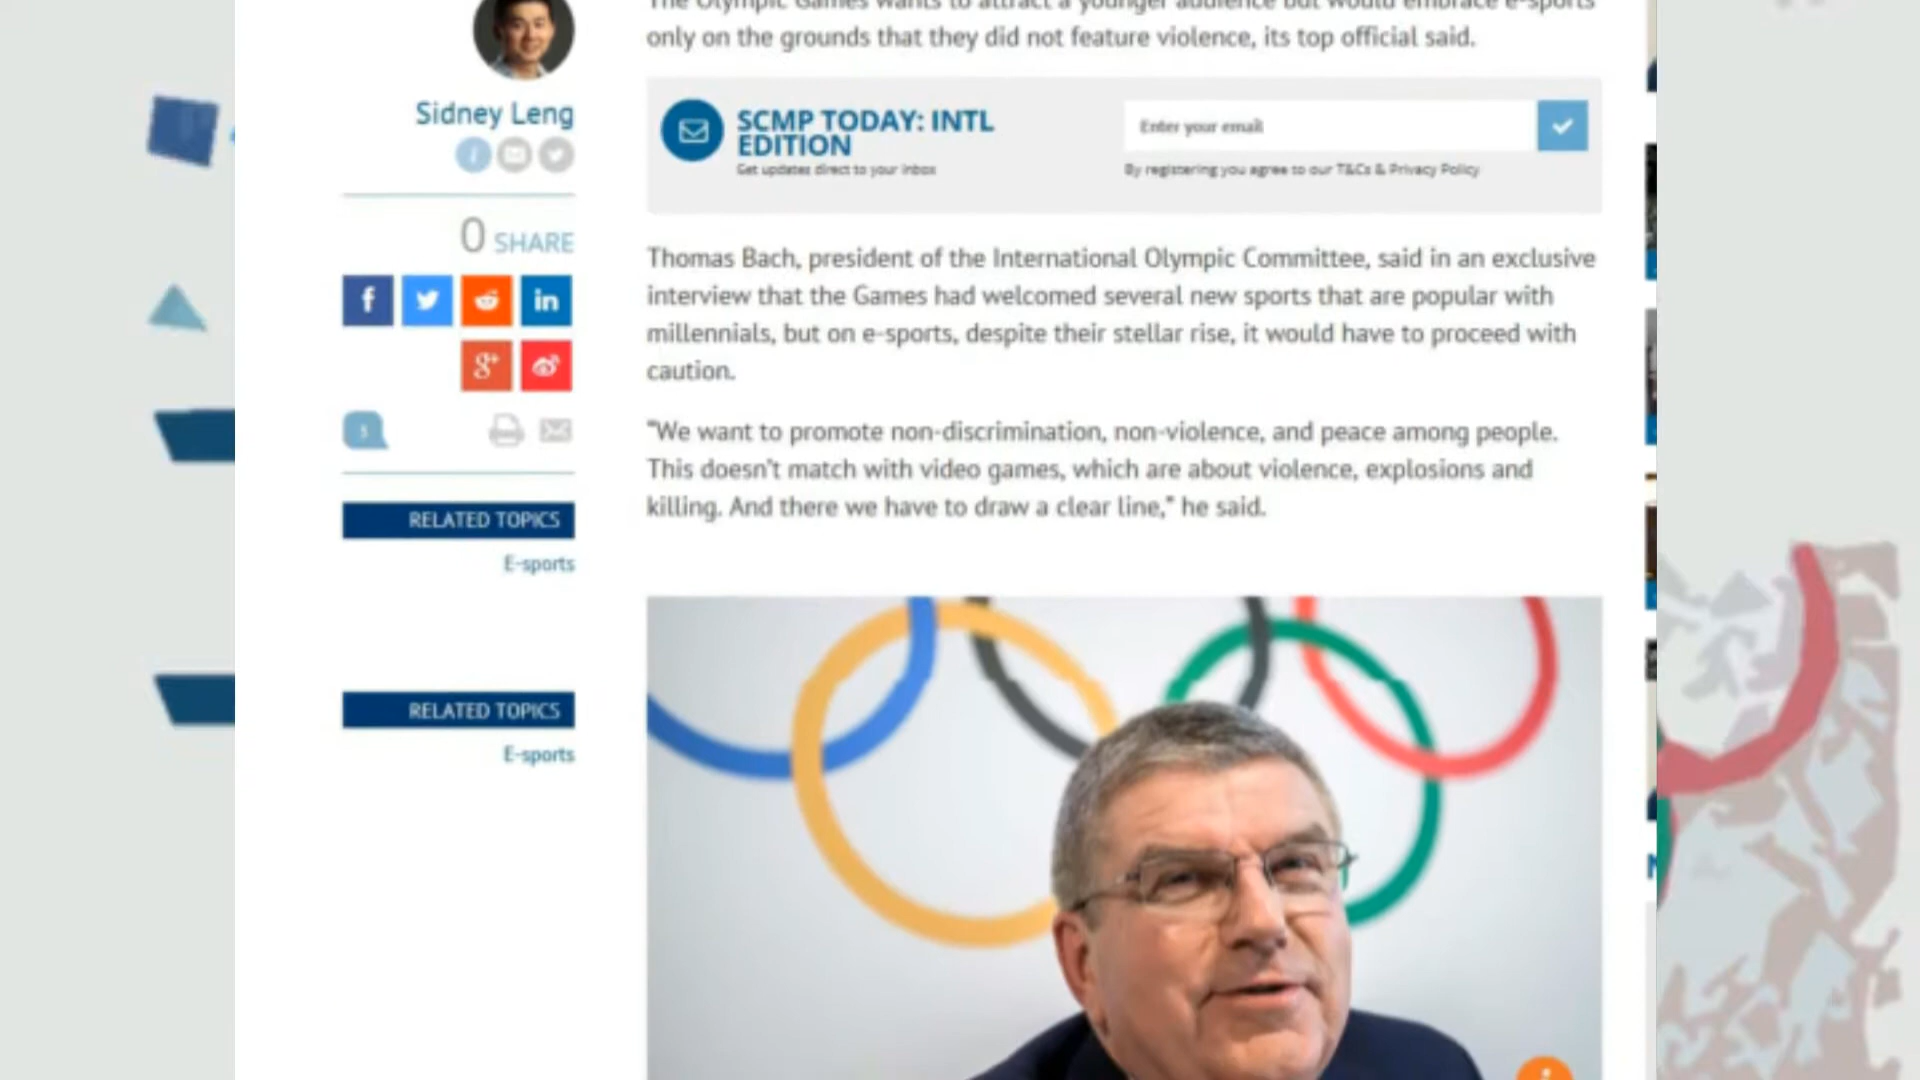 The Olympic Games wants to attract a younger audience but would embrace e-sports
only on the grounds that they did not feature violence, its top official said.
Sidney Leng
0 SHARE
RELATED TOPICS
E-sports
RELATED TOPICS
E-sports
SCMP TODAY: INTL
EDITION
Get updates direct to your inbox
Enter your email
By registering you agree to our T&Cs & Privacy Policy
Thomas Bach, president of the International Olympic Committee, said in an exclusive
interview that the Games had welcomed several new sports that are popular with
millennials, but on e-sports, despite their stellar rise, it would have to proceed with
caution.
"We want to promote non-discrimination, non-violence, and peace among people.
This doesn't match with video games, which are about violence, explosions and
killing. And there we have to draw a clear line," he said.